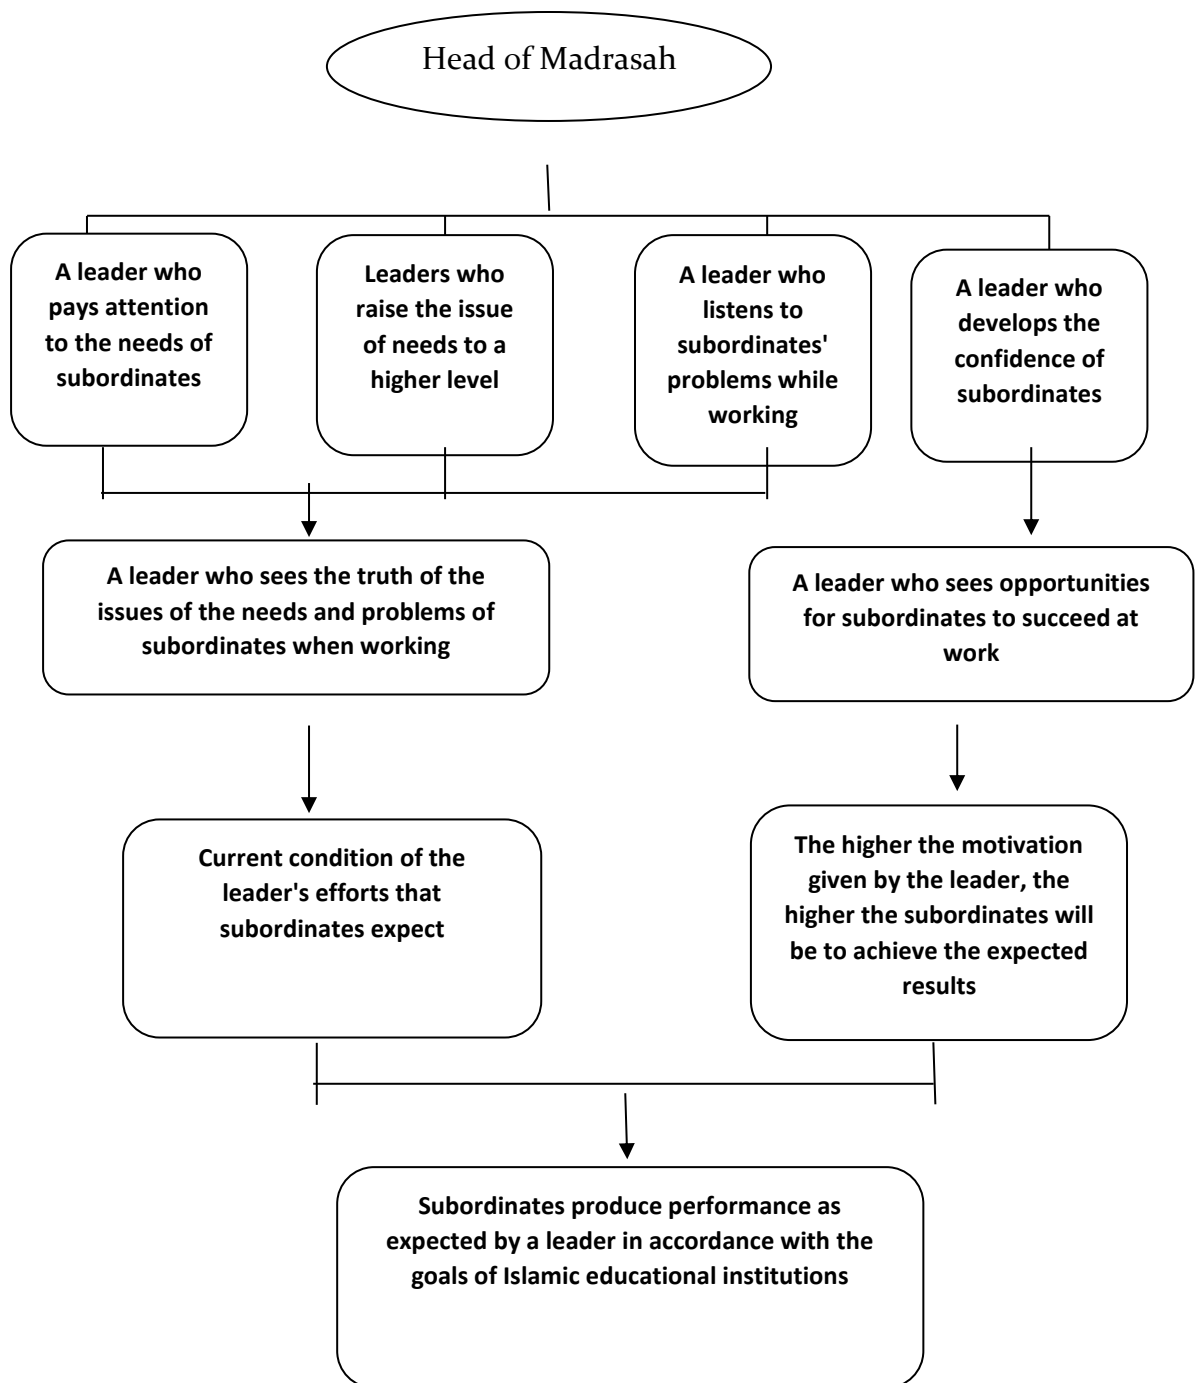 Head of Madrasah
A leader who
pays attention
to the needs of
subordinates
Leaders who
raise the issue
of needs to a
higher level
A leader who
listens to
subordinates'
problems while
working
A leader who
develops the
confidence of
subordinates
A leader who sees the truth of the
issues of the needs and problems of
subordinates when working
A leader who sees opportunities
for subordinates to succeed at
work
Current condition of the
leader's efforts that
subordinates expect
The higher the motivation
given by the leader, the
higher the subordinates will
be to achieve the expected
results
Subordinates produce performance as
expected by a leader in accordance with the
goals of Islamic educational institutions